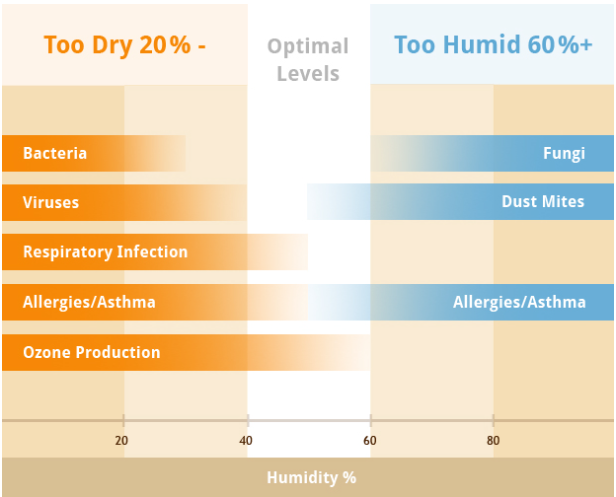 Too Dry 20% -
Optimal
Levels
Too Humid 60%+
Bacteria
Fungi
Viruses
Dust Mites
Respiratory Infection
Allergies/Asthma
Allergies/Asthma
Ozone Production
20
40
60
80
Humidity %